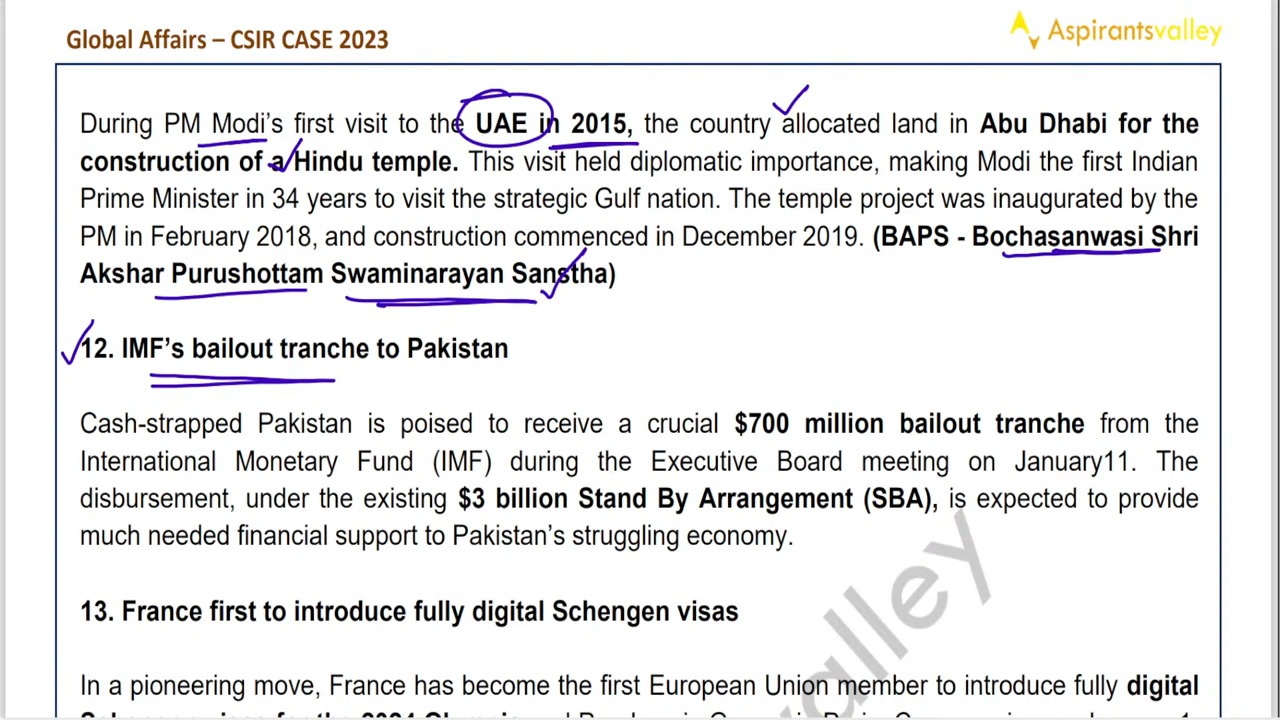 Global Affairs – CSIR CASE 2023
Aspirantsvalley
During PM Modi's first visit to the UAE in 2015, the country allocated land in Abu Dhabi for the
construction of a Hindu temple. This visit held diplomatic importance, making Modi the first Indian
Prime Minister in 34 years to visit the strategic Gulf nation. The temple project was inaugurated by the
PM in February 2018, and construction commenced in December 2019. (BAPS - Bochasanwasi Shri
Akshar Purushottam Swaminarayan Sanstha)
12. IMF's bailout tranche to Pakistan
Cash-strapped Pakistan is poised to receive a crucial $700 million bailout tranche from the
International Monetary Fund (IMF) during the Executive Board meeting on January11. The
disbursement, under the existing $3 billion Stand By Arrangement (SBA), is expected to provide
much needed financial support to Pakistan's struggling economy.
13. France first to introduce fully digital Schengen visas
In a pioneering move, France has become the first European Union member to introduce fully digital
alley